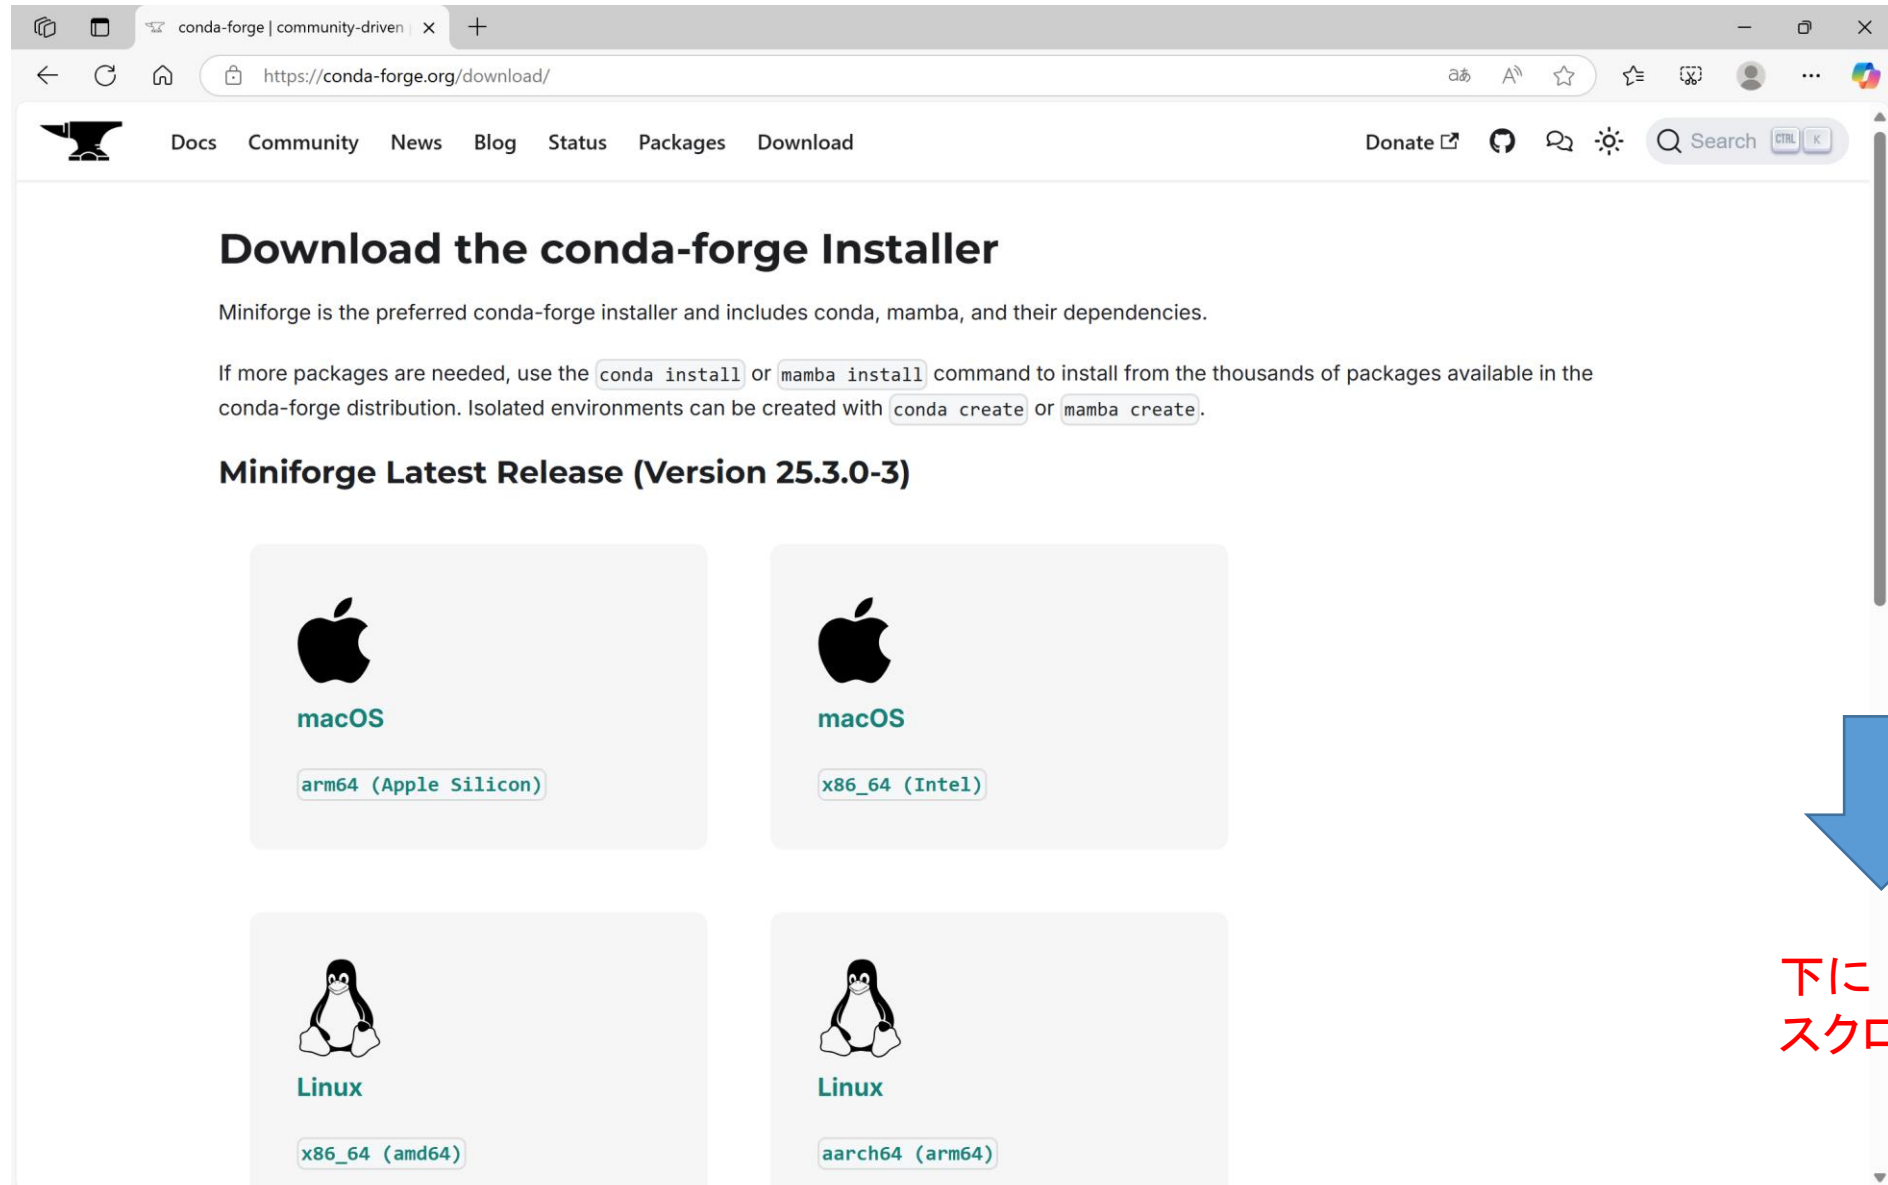 conda-forge | community-driven
https://conda-forge.org/download/
Docs Community News Blog Status Packages Download Donate Search CTRL K
Download the conda-forge Installer
Miniforge is the preferred conda-forge installer and includes conda, mamba, and their dependencies.
If more packages are needed, use the conda install or mamba install command to install from the thousands of packages available in the
conda-forge distribution. Isolated environments can be created with conda create or mamba create.
Miniforge Latest Release (Version 25.3.0-3)
macOS macOS
arm64 (Apple Silicon) x86_64 (Intel)
下に
スクロ
Linux Linux
x86_64 (amd64) aarch64 (arm64)